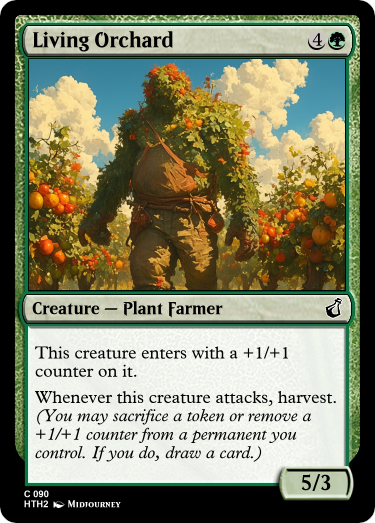 Living Orchard 4
Creature — Plant Farmer
This creature enters with a +1/+1
counter on it.
Whenever this creature attacks, harvest.
(You may sacrifice a token or remove a
+1/+1 counter from a permanent you
control. If you do, draw a card.)
5/3
C 090
HTH2 Midjourney